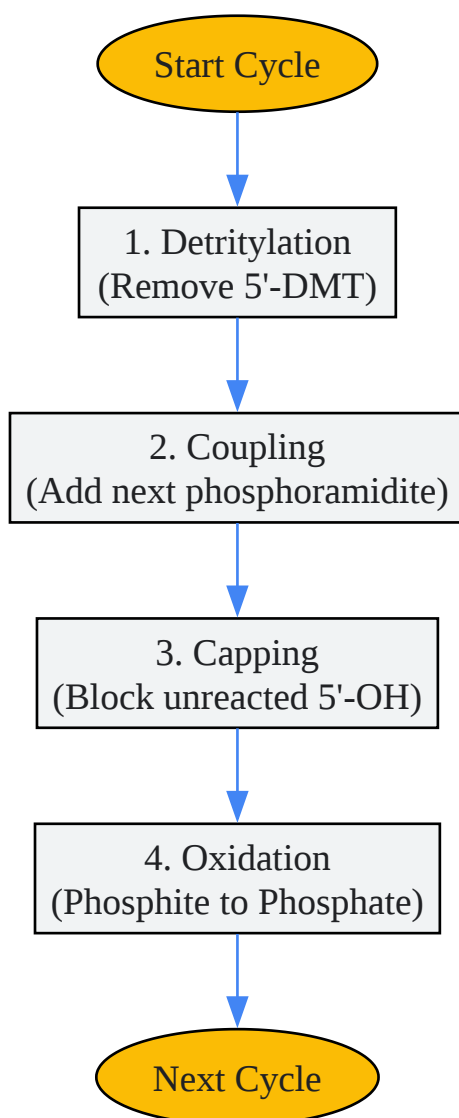 Start Cycle
1. Detritylation
(Remove 5'-DMT)
2. Coupling
(Add next phosphoramidite)
3. Capping
(Block unreacted 5'-OH)
4. Oxidation
(Phosphite to Phosphate)
Next Cycle